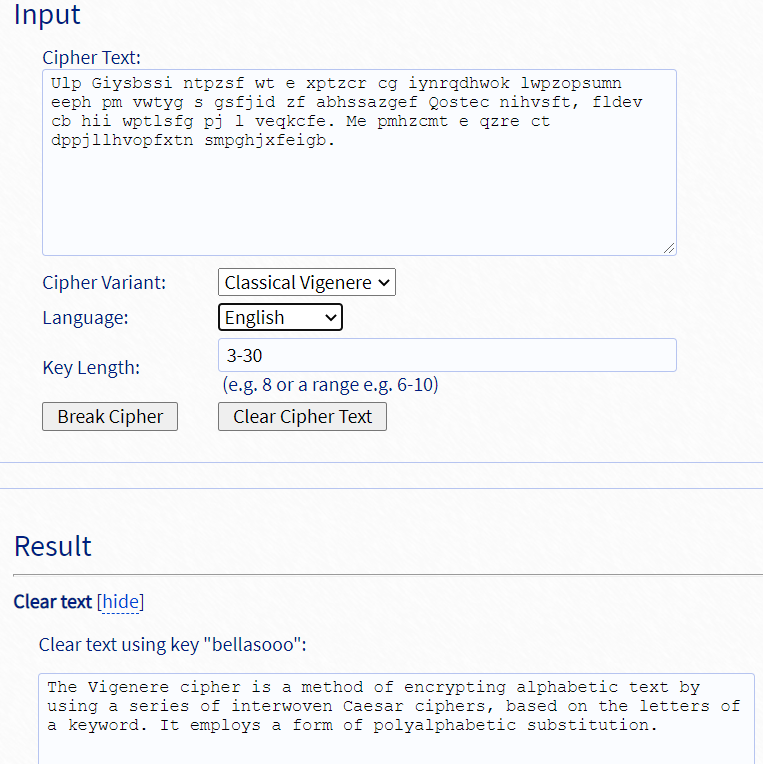 Input
Cipher Text:
Ulp Giysbssi ntpzsf wt e xptzcr cg iynrqdhwok lwpzopsumn
eeph pm vwtyg s gsfjid zf abhssazgef Qostec nihvsft, fldev
cb hii wptlsfg pj l veqkcfe. Me pmhzcmt e qzre ct
dppjllhvopfxtn smpghjxfeigb.
Cipher Variant: Classical Vigenere
Language: English
Key Length: 3-30
(e.g. 8 or a range e.g. 6-10)
Break Cipher Clear Cipher Text
Result
Clear text [hide]
Clear text using key "bellasooo":
The Vigenere cipher is a method of encrypting alphabetic text by
using a series of interwoven Caesar ciphers, based on the letters of
a keyword. It employs a form of polyalphabetic substitution.